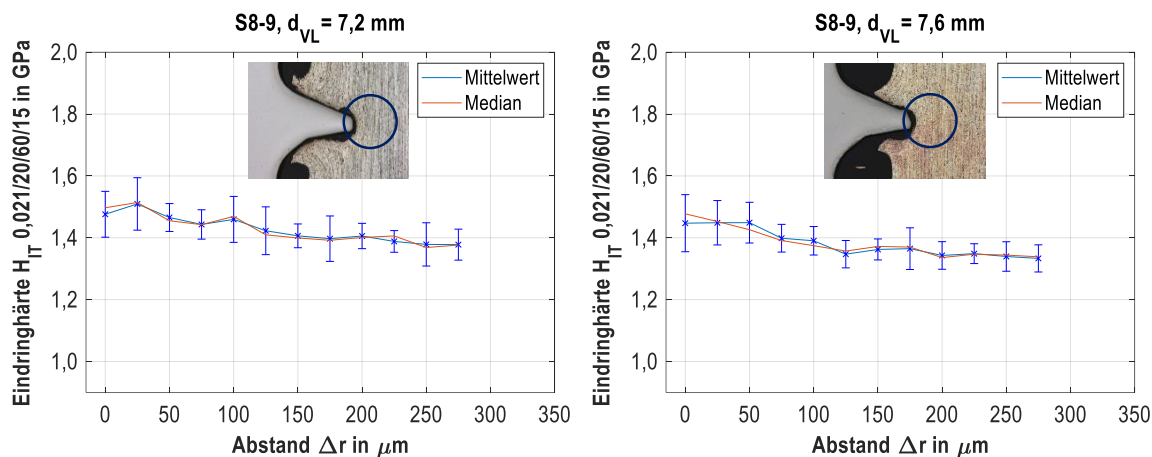 S8-9, d_VL = 7,2 mm
2,0
1,8
1,6
1,4
1,2
1,0
Eindringhärte H_IT 0,021/20/60/15 in GPa
Mittelwert
Median
0 50 100 150 200 250 300 350
Abstand Δr in μm
S8-9, d_VL = 7,6 mm
2,0
1,8
1,6
1,4
1,2
1,0
Eindringhärte H_IT 0,021/20/60/15 in GPa
Mittelwert
Median
0 50 100 150 200 250 300 350
Abstand Δr in μm